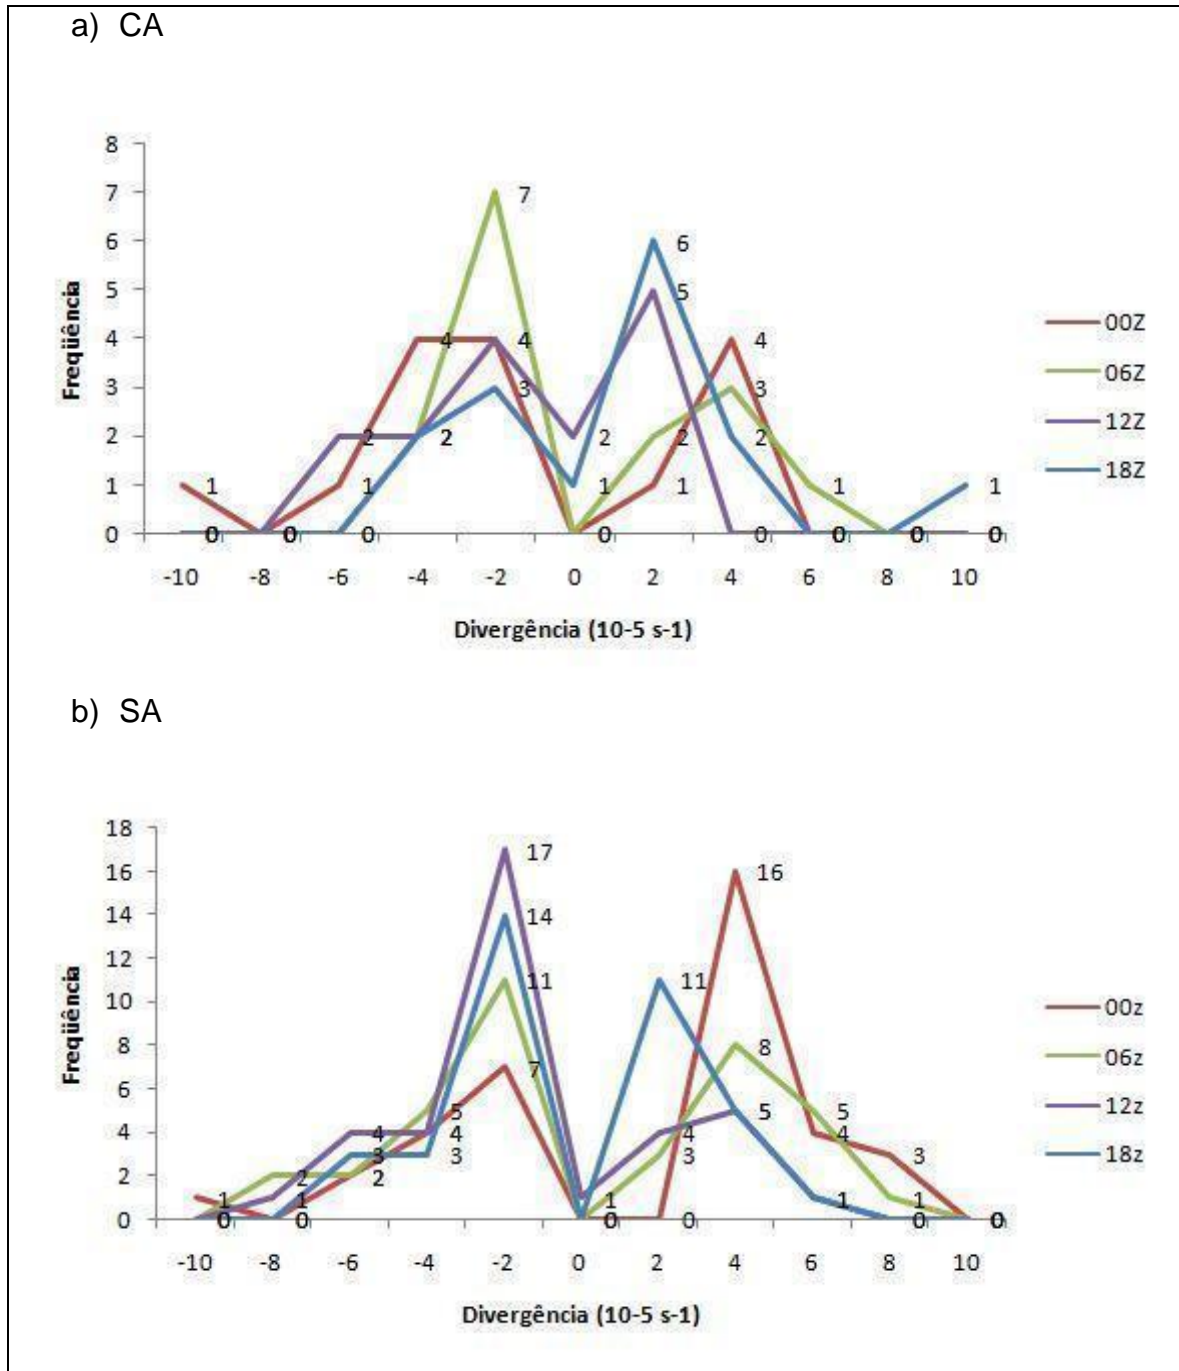 a) CA
8
7
6
5
4
3
2
1
0
Freqüência
7
6
5
4 4 4
3 3
2 2 2 2 2
1 1 1 1 1 1
0 0 0 0 0 0 0 0
-10 -8 -6 -4 -2 0 2 4 6 8 10
Divergência (10-5 s-1)
00Z
06Z
12Z
18Z
b) SA
18
16
14
12
10
8
6
4
2
0
Freqüência
17
16
14
11 11
8
7
5 5 5
4 4 4 4
3 3 3 3
2 2
1 1 1 1 1
0 0 0 0 0 0
-10 -8 -6 -4 -2 0 2 4 6 8 10
Divergência (10-5 s-1)
00z
06z
12z
18z